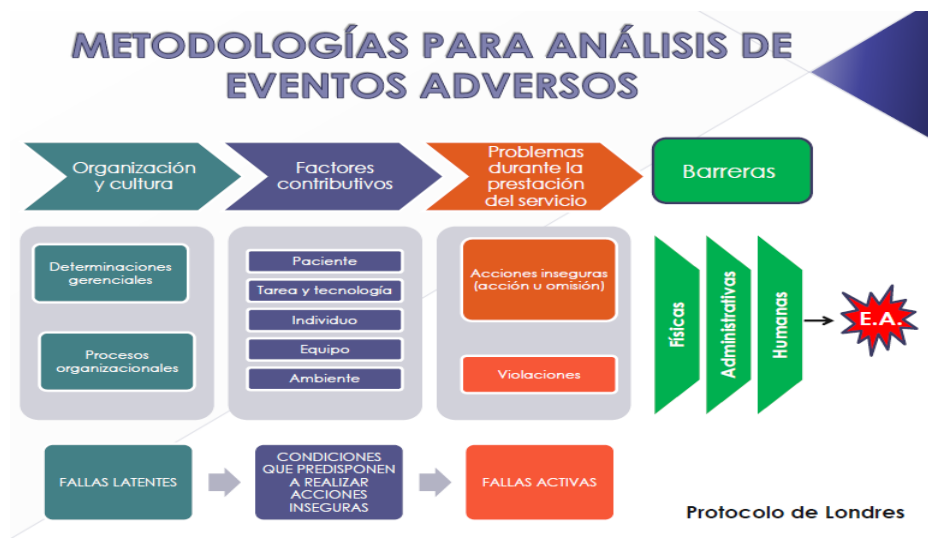 METODOLOGÍAS PARA ANÁLISIS DE
EVENTOS ADVERSOS
Organización
y cultura
Factores
contributivos
Problemas
durante la
prestación
del servicio
Barreras
Determinaciones
gerenciales
Procesos
organizacionales
Paciente
Tarea y tecnología
Individuo
Equipo
Ambiente
Acciones inseguras
(acción u omisión)
Violaciones
Físicas
Administrativas
Humanas
E.A.
FALLAS LATENTES
CONDICIONES
QUE PREDISPONEN
A REALIZAR
ACCIONES
INSEGURAS
FALLAS ACTIVAS
Protocolo de Londres